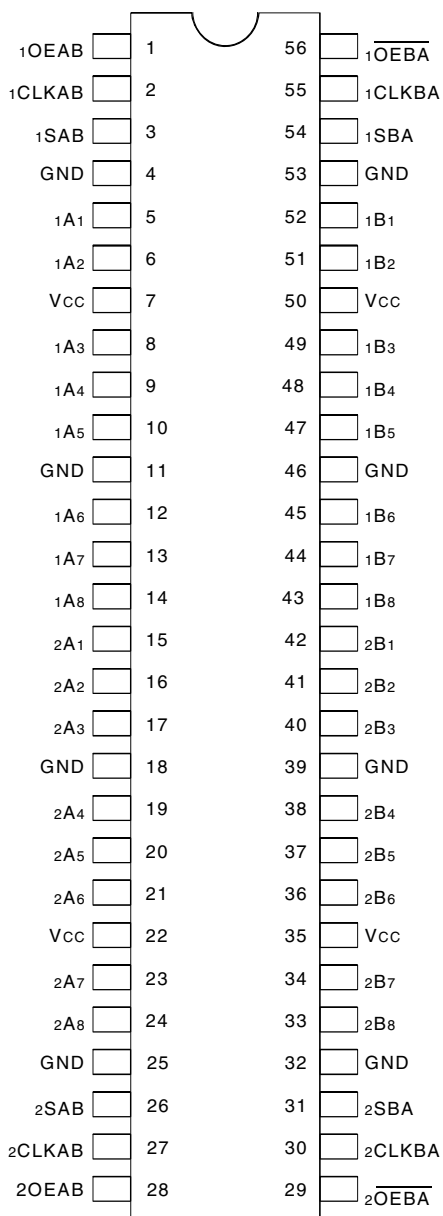 1OEAB 1 56 1OEBA
1CLKAB 2 55 1CLKBA
1SAB 3 54 1SBA
GND 4 53 GND
1A1 5 52 1B1
1A2 6 51 1B2
VCC 7 50 VCC
1A3 8 49 1B3
1A4 9 48 1B4
1A5 10 47 1B5
GND 11 46 GND
1A6 12 45 1B6
1A7 13 44 1B7
1A8 14 43 1B8
2A1 15 42 2B1
2A2 16 41 2B2
2A3 17 40 2B3
GND 18 39 GND
2A4 19 38 2B4
2A5 20 37 2B5
2A6 21 36 2B6
VCC 22 35 VCC
2A7 23 34 2B7
2A8 24 33 2B8
GND 25 32 GND
2SAB 26 31 2SBA
2CLKAB 27 30 2CLKBA
2OEAB 28 29 2OEBA